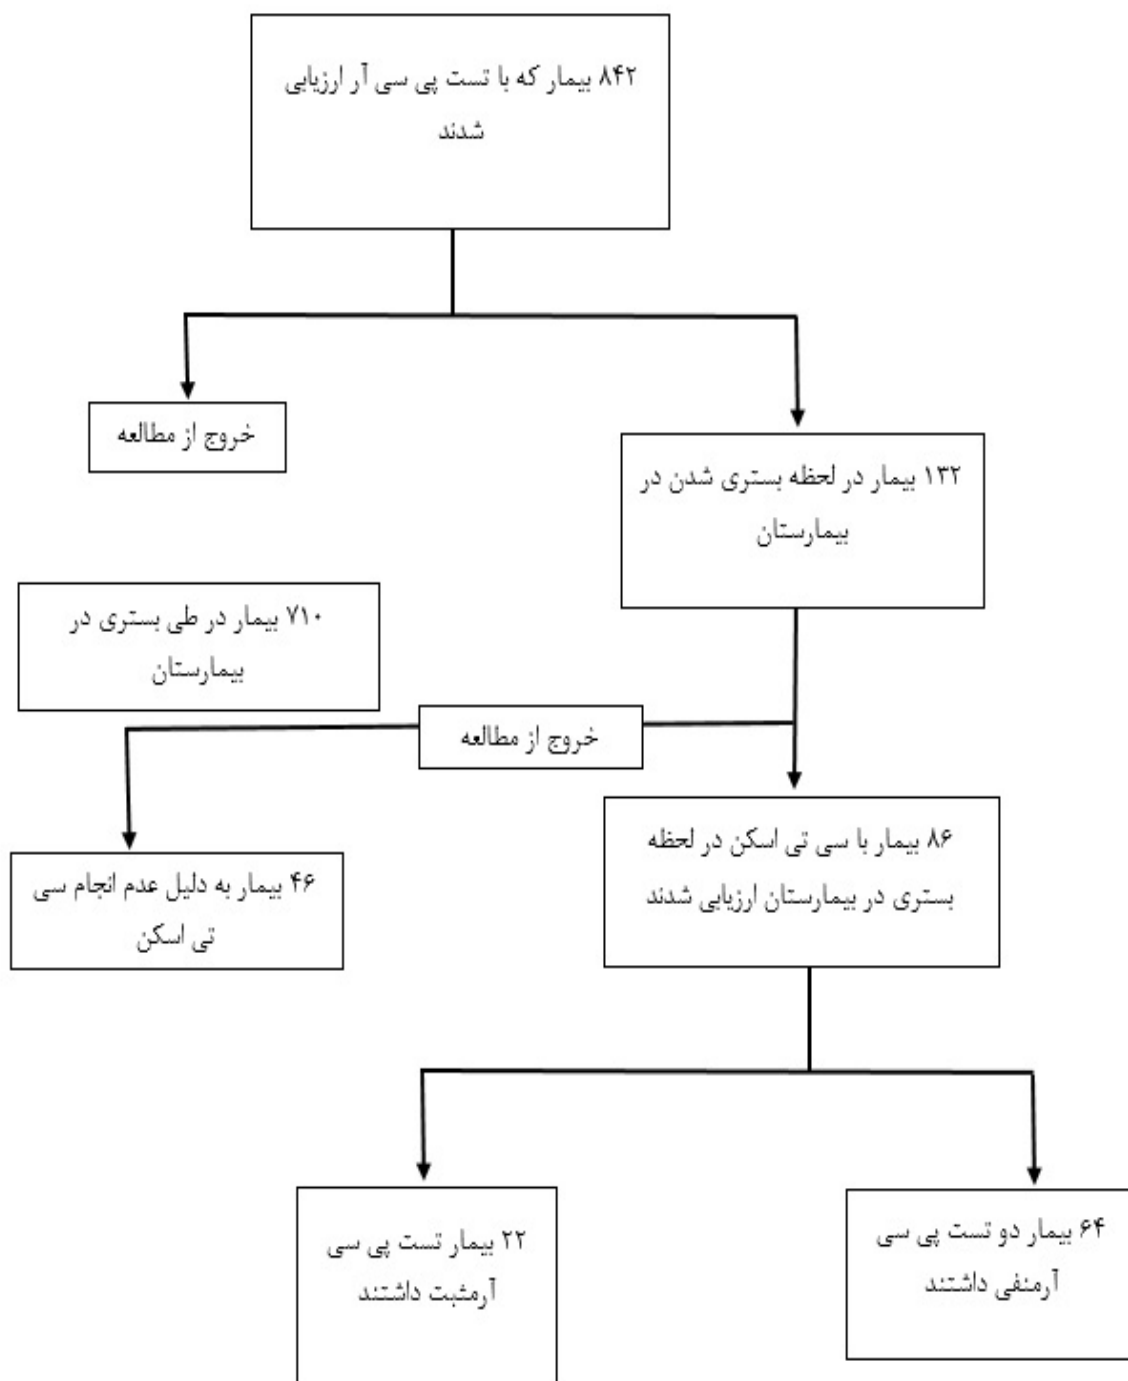 ۸۴۲ بیمار که با تست پی سی آر ارزیابی
شدند
خروج از مطالعه
۱۳۲ بیمار در لحظه بستری شدن در
بیمارستان
۷۱۰ بیمار در طی بستری در
بیمارستان
خروج از مطالعه
۸۶ بیمار با سی تی اسکن در لحظه
بستری در بیمارستان ارزیابی شدند
۴۶ بیمار به دلیل عدم انجام سی
تی اسکن
۶۴ بیمار دو تست پی سی
آرمنفی داشتند
۲۲ بیمار تست پی سی
آرمثبت داشتند